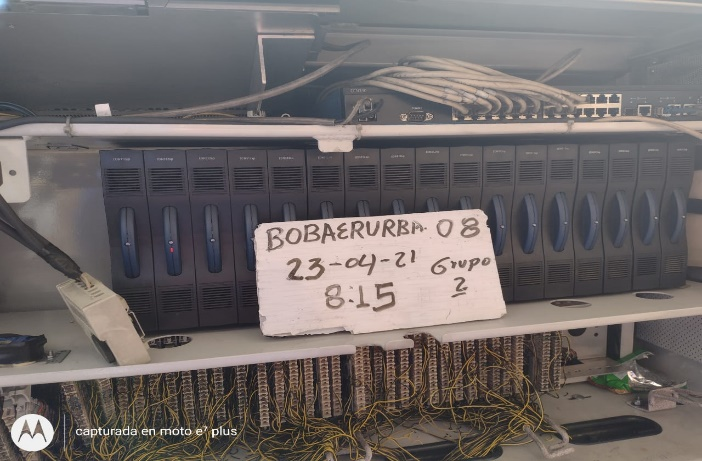 BOBAERURBA 08
23-04-21 Grupo
8:15 2
capturada en moto e⁷ plus